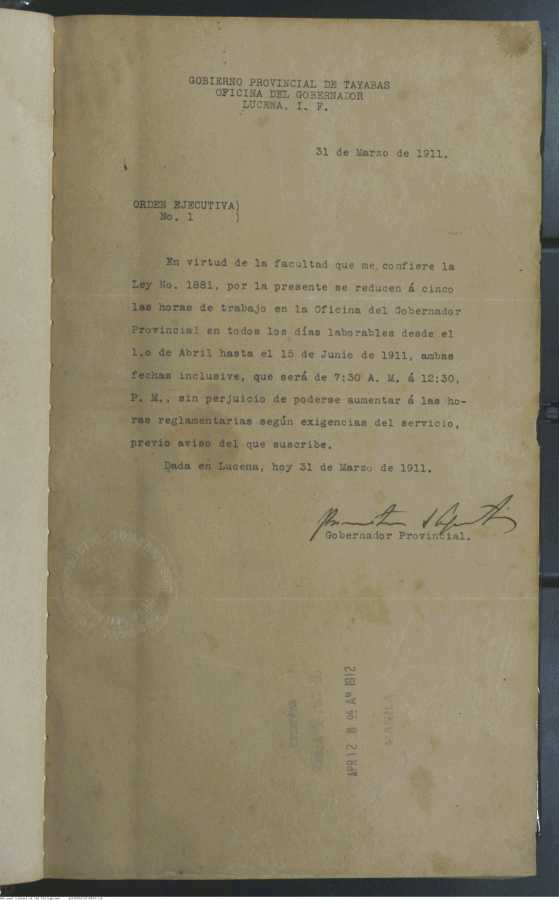 GOBIERNO PROVINCIAL DE TAYABAS
OFICINA DEL GOBERNADOR
LUCENA, I. F.
31 de Marzo de 1911.
ORDEN EJECUTIVA)
No. 1 )
En virtud de la facultad que me confiere la
Ley No. 1881, por la presente se reducen á cinco
las horas de trabajo en la Oficina del Gobernador
Provincial en todos los días laborables desde el
1.o de Abril hasta el 15 de Junio de 1911, ambas
fechas inclusive, que será de 7:30 A. M. á 12:30,
P. M., sin perjuicio de poderse aumentar á las ho-
ras reglamentarias según exigencias del servicio,
previo aviso del que suscribe.
Dada en Lucena, hoy 31 de Marzo de 1911.
Gobernador Provincial.
APR 12 8 04 AM 1912
MANILA